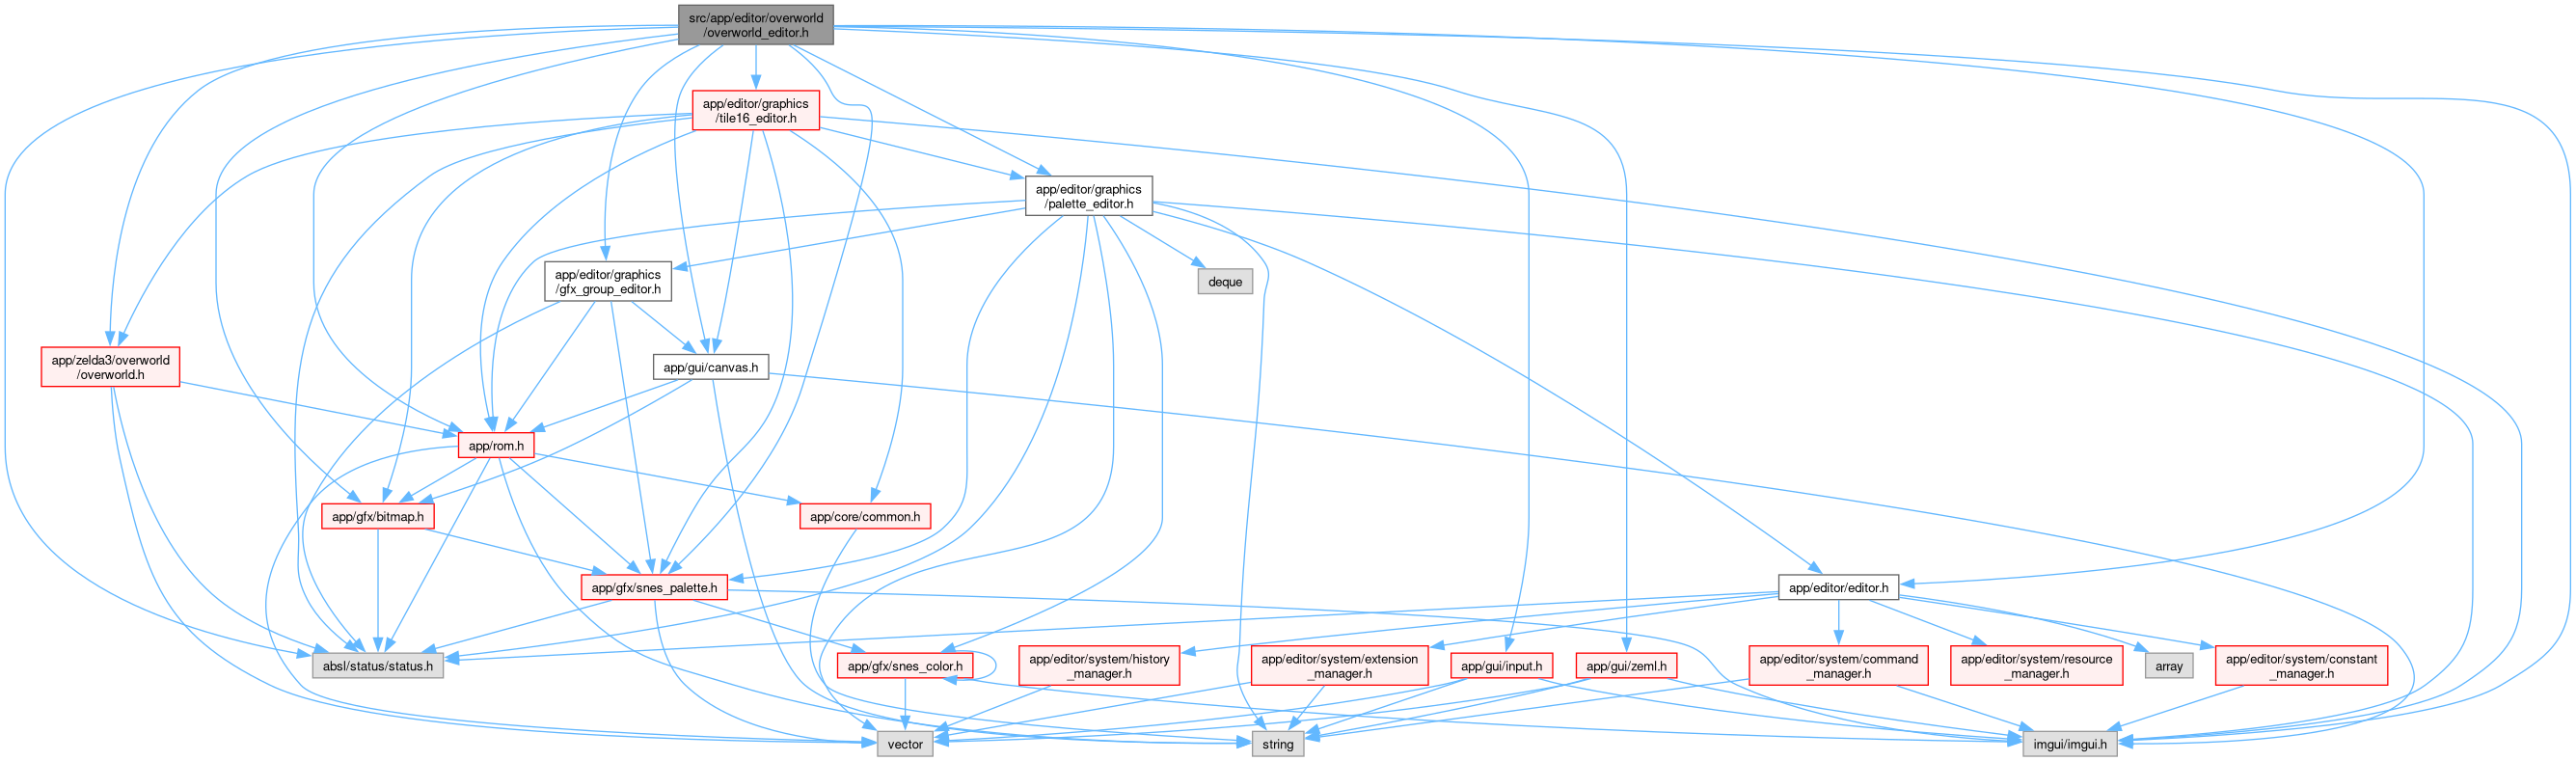 src/app/editor/overworld
/overworld_editor.h
app/editor/graphics
/tile16_editor.h
app/editor/graphics
/palette_editor.h
app/editor/graphics
/gfx_group_editor.h
deque
app/zelda3/overworld
/overworld.h
app/gui/canvas.h
app/rom.h
app/gfx/bitmap.h
app/core/common.h
app/gfx/snes_palette.h
app/editor/editor.h
absl/status/status.h
app/gfx/snes_color.h
app/editor/system/history
_manager.h
app/editor/system/extension
_manager.h
app/gui/input.h
app/gui/zeml.h
app/editor/system/command
_manager.h
app/editor/system/resource
_manager.h
array
app/editor/system/constant
_manager.h
vector
string
imgui/imgui.h